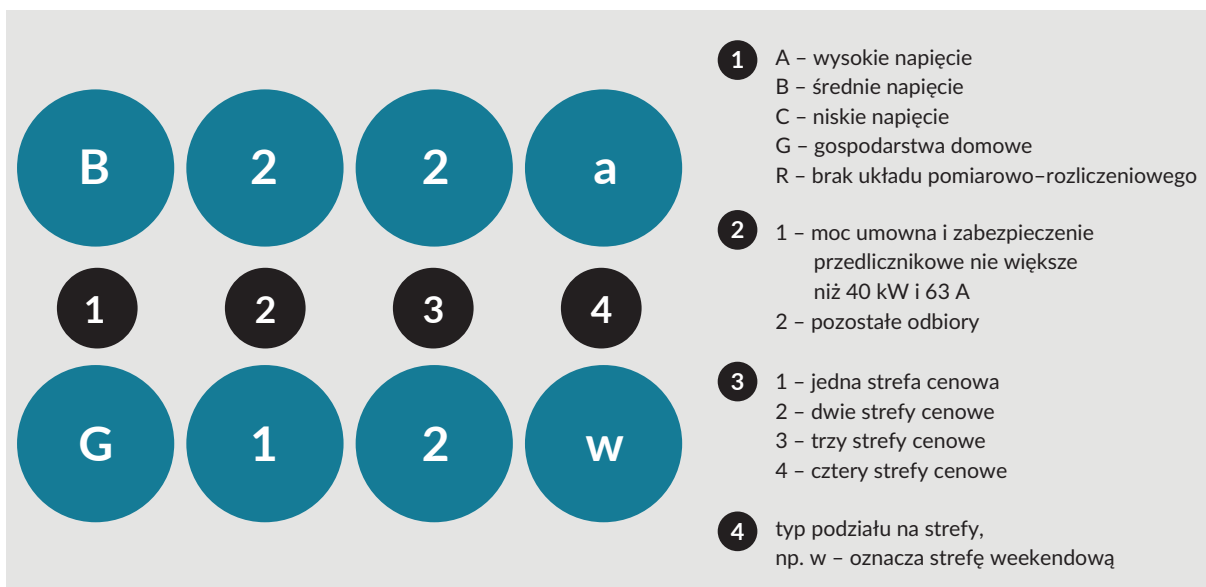 B 2 2 a
1 2 3 4
G 1 2 w
1 A – wysokie napięcie
B – średnie napięcie
C – niskie napięcie
G – gospodarstwa domowe
R – brak układu pomiarowo–rozliczeniowego
2 1 – moc umowna i zabezpieczenie
przedlicznikowe nie większe
niż 40 kW i 63 A
2 – pozostałe odbiory
3 1 – jedna strefa cenowa
2 – dwie strefy cenowe
3 – trzy strefy cenowe
4 – cztery strefy cenowe
4 typ podziału na strefy,
np. w – oznacza strefę weekendową